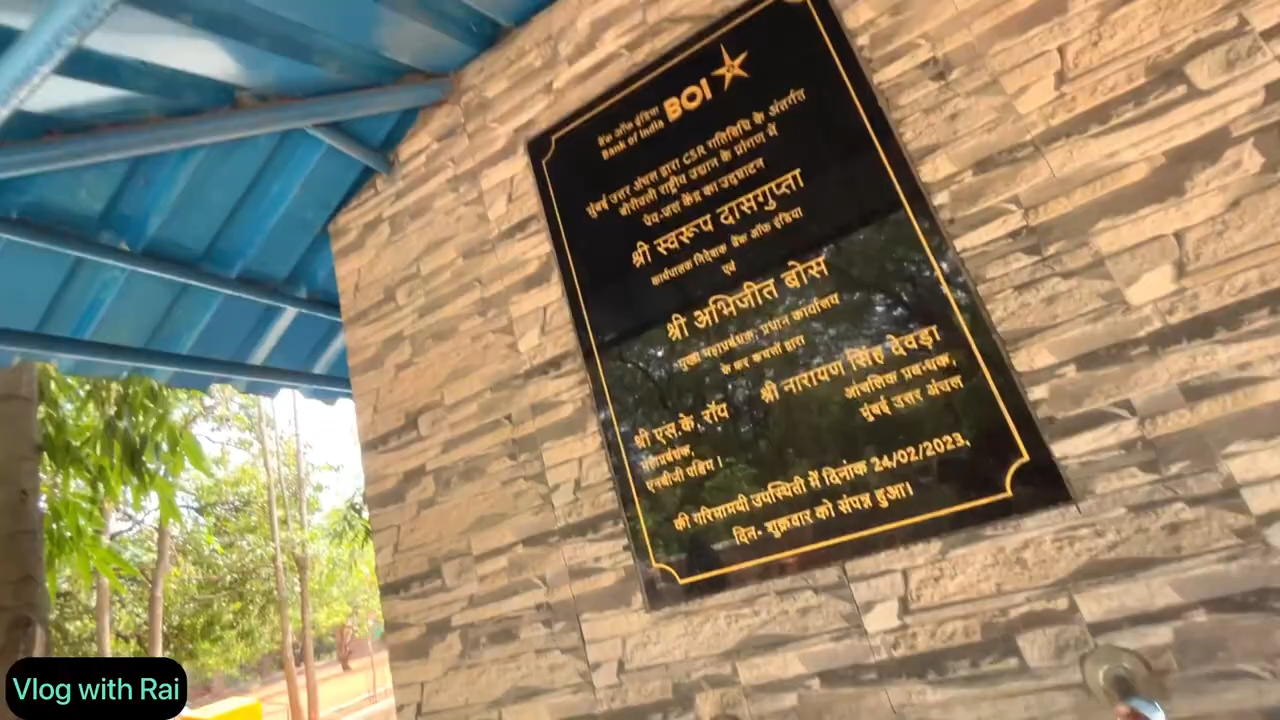 बैंक ऑफ इंडिया
Bank of India
BOI
मुंबई उत्तर अंचल द्वारा CSR गतिविधि के अंतर्गत
बोरीवली राष्ट्रीय उद्यान के प्रांगण में
पेय-जल केंद्र का उदघाटन
श्री स्वरूप दासगुप्ता
कार्यपालक निदेशक बैंक ऑफ इंडिया
एवं
श्री अभिजीत बोस
मुख्य महाप्रबंधक, प्रधान कार्यालय
के कर कमलों द्वारा
श्री एस.के. रॉय
महाप्रबंधक,
एनबीजी पश्चिम ।
श्री नारायण सिंह देवड़ा
आंचलिक प्रबन्धक,
मुंबई उत्तर अंचल
की गरिमामयी उपस्थिती में दिनांक 24/02/2023,
दिन- शुक्रवार को संपन्न हुआ।
Vlog with Rai